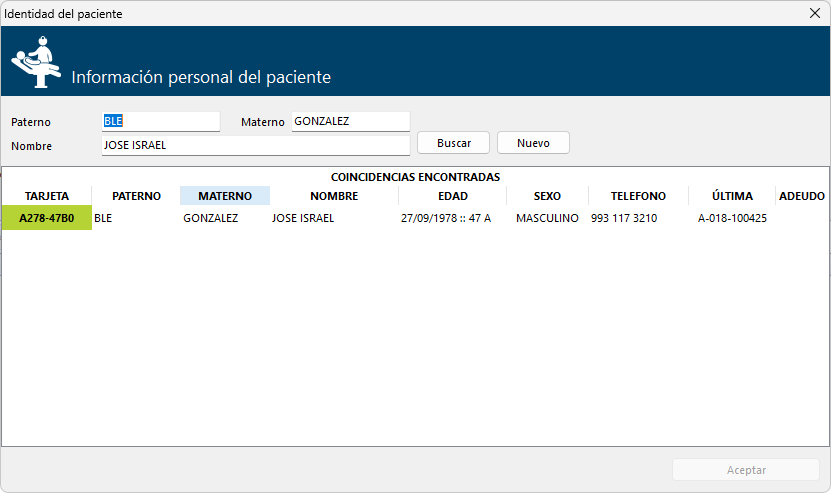 Identidad del paciente
Información personal del paciente
Paterno BLE Materno GONZALEZ
Nombre JOSE ISRAEL Buscar Nuevo
COINCIDENCIAS ENCONTRADAS
TARJETA PATERNO MATERNO NOMBRE EDAD SEXO TELEFONO ÚLTIMA ADEUDO
A278-47B0 BLE GONZALEZ JOSE ISRAEL 27/09/1978 :: 47 A MASCULINO 993 117 3210 A-018-100425
Aceptar